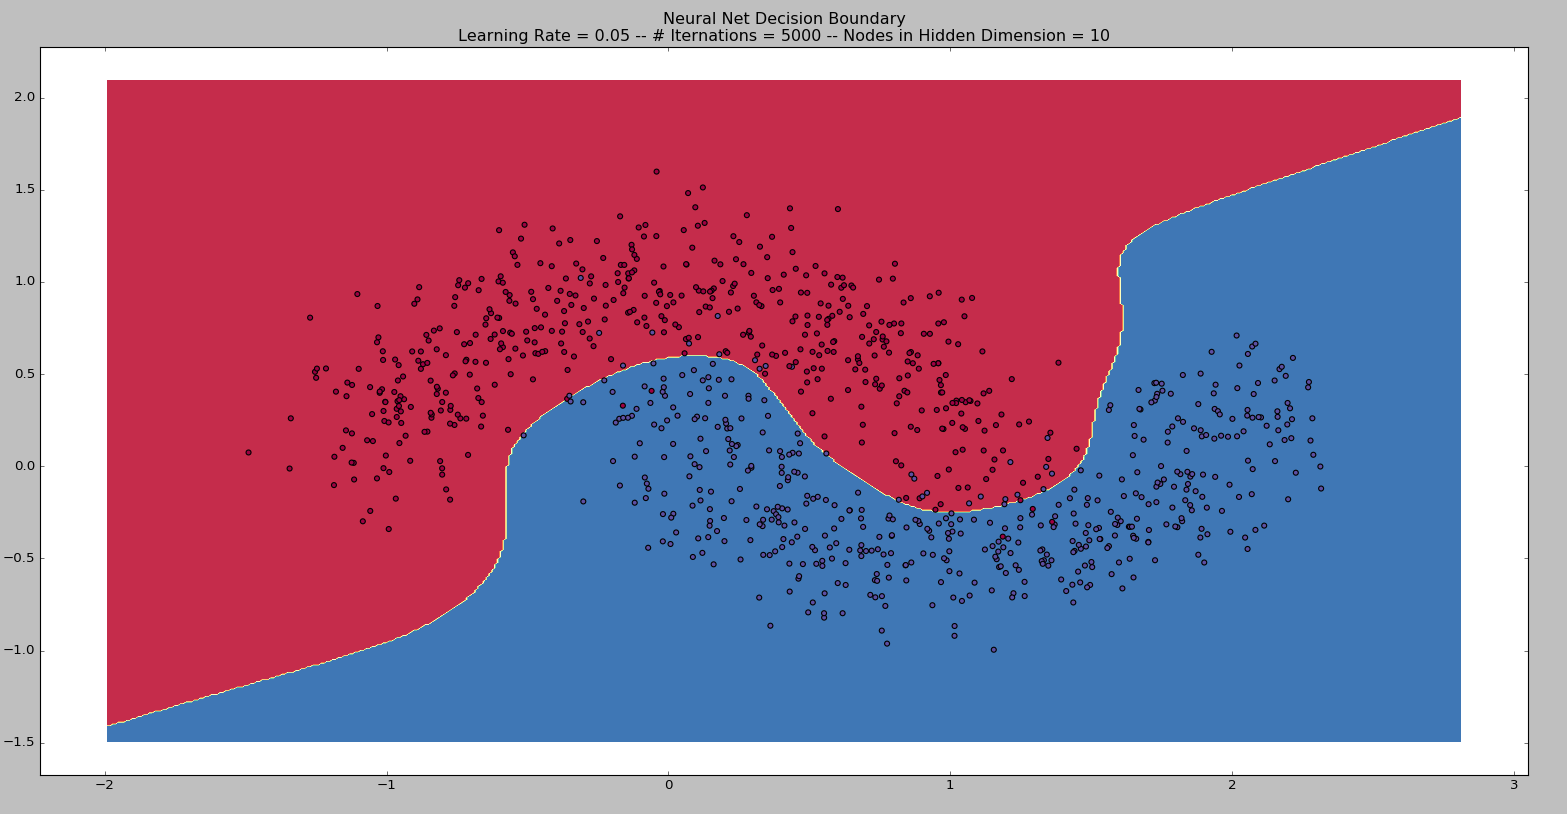 Neural Net Decision Boundary
Learning Rate = 0.05 -- # Iternations = 5000 -- Nodes in Hidden Dimension = 10
2.0
1.5
1.0
0.5
0.0
−0.5
−1.0
−1.5
−2 −1 0 1 2 3